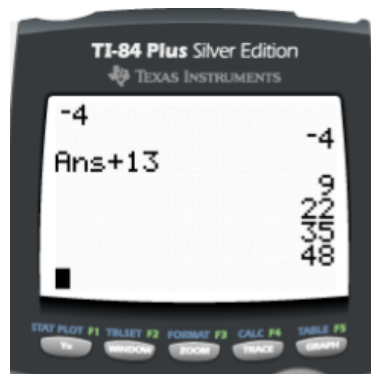 TI-84 Plus Silver Edition
TEXAS INSTRUMENTS
-4
-4
Ans+13
9
22
35
48
STAT PLOT F1 TBLSET F2 FORMAT F3 CALC F4 TABLE F5
Y= WINDOW ZOOM TRACE GRAPH